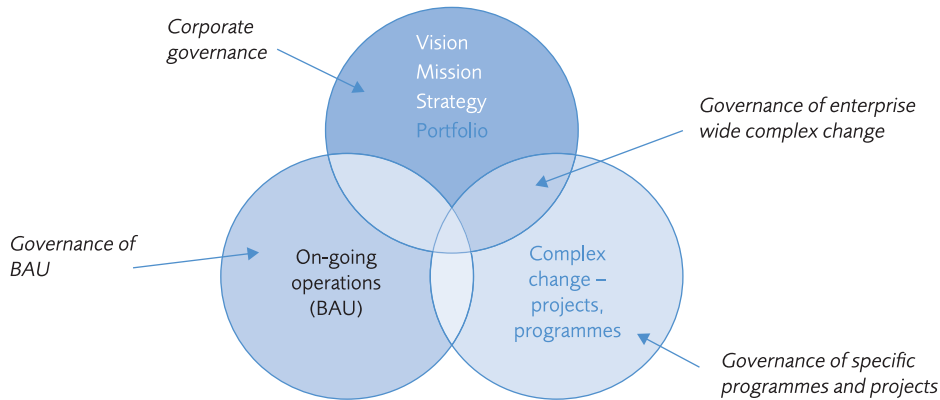 Corporate
governance
Vision
Mission
Strategy
Portfolio
Governance of enterprise
wide complex change
Governance of
BAU
On-going
operations
(BAU)
Complex
change –
projects,
programmes
Governance of specific
programmes and projects